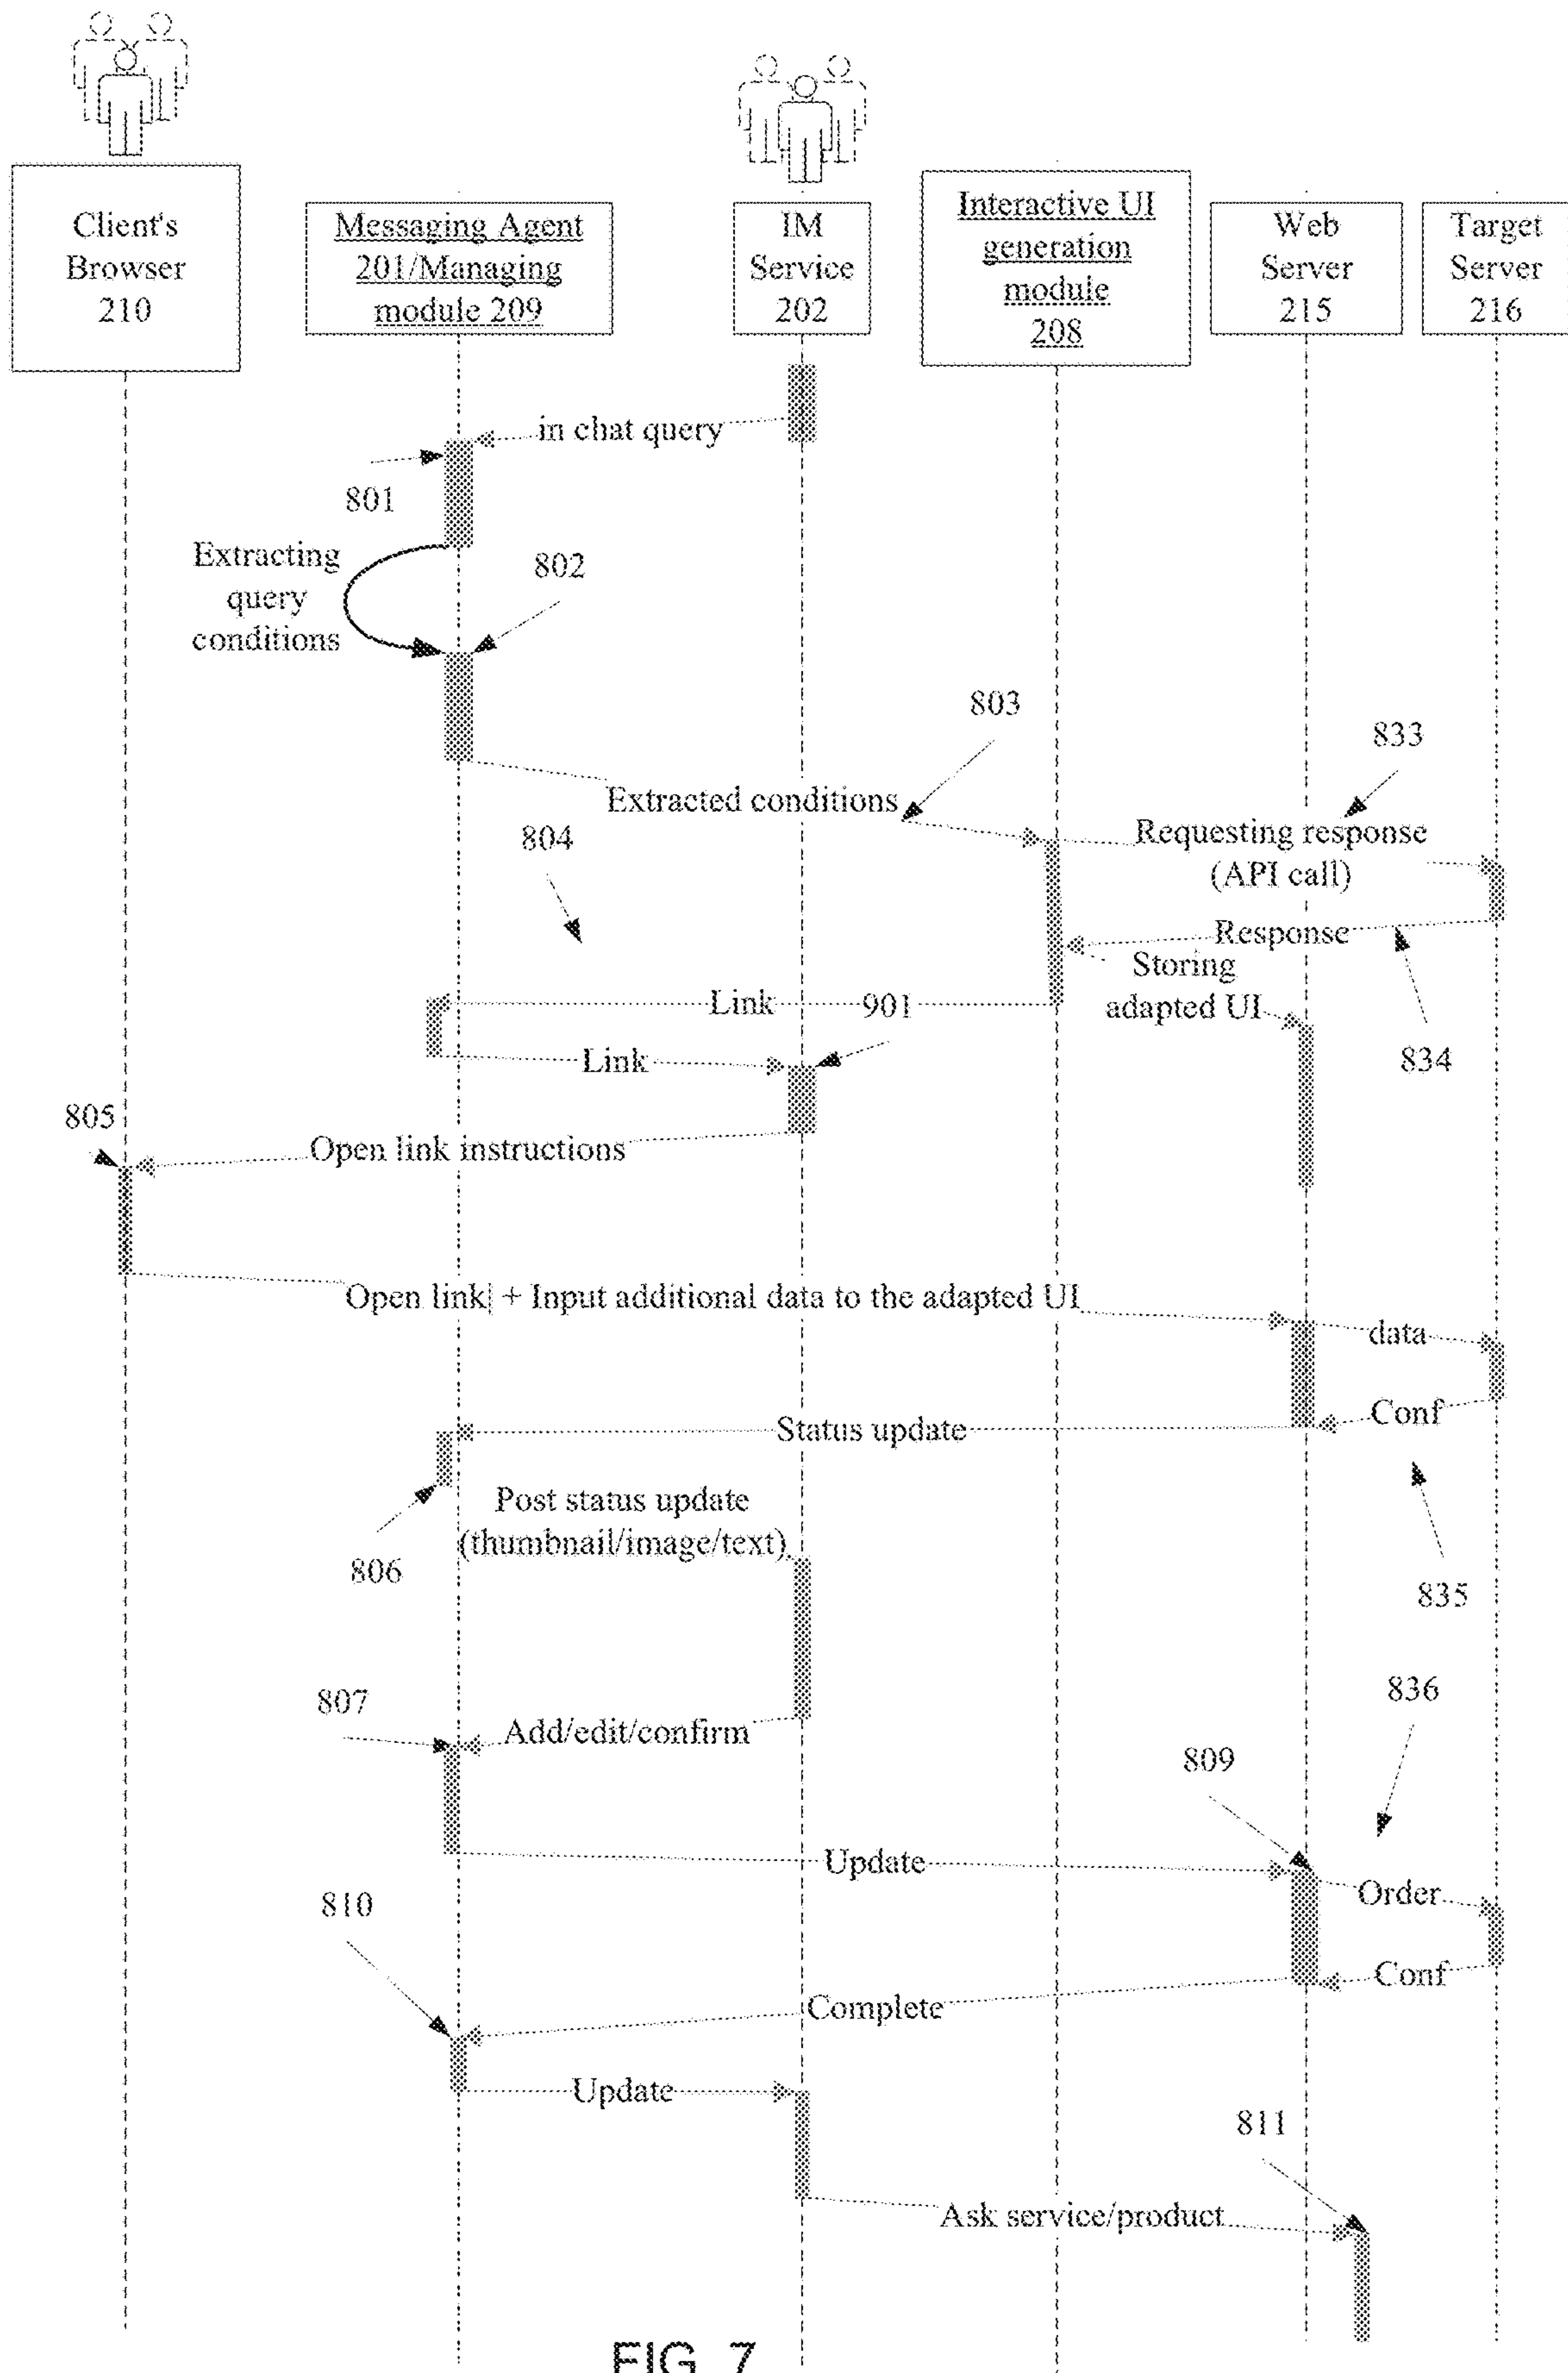 Client's
Browser
210
Messaging Agent
201/Managing
module 209
IM
Service
202
Interactive UI
generation
module
208
Web
Server
215
Target
Server
216
in chat query
801
Extracting
query
conditions
802
803
833
Extracted conditions
804
Requesting response
(API call)
Response
Storing
adapted UI
Link
901
834
Link
805
Open link instructions
Open link| + Input additional data to the adapted UI
data
Conf
Status update
Post status update
(thumbnail/image/text)
806
835
836
807
Add/edit/confirm
809
Update
Order
810
Conf
Complete
Update
811
Ask service/product
FIG. 7